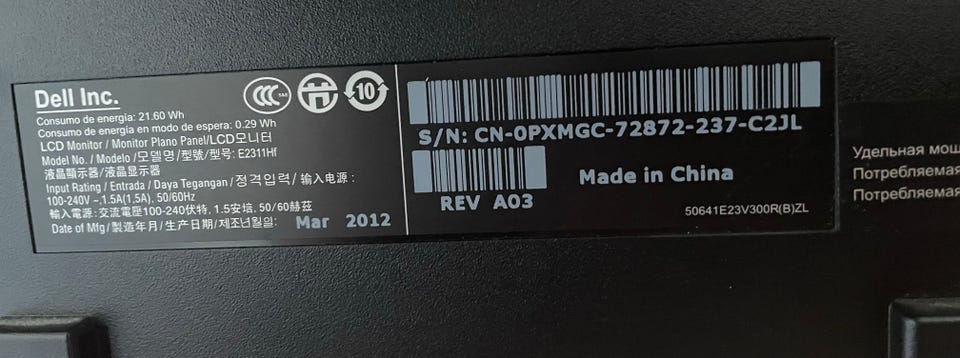 Dell Inc.
Consumo de energía: 21.60 Wh
Consumo de energía en modo de espera: 0.29 Wh
LCD Monitor / Monitor Plano Panel/LCD모니터
Model No. / Modelo /모델명/型號/型号: E2311Hf
液晶顯示器/液晶显示器
Input Rating / Entrada / Daya Tegangan /정격입력/ 输入电源 :
100-240V ~.1.5A(1.5A), 50/60Hz
輸入電源 : 交流電壓100-240伏特, 1.5安培, 50/60赫茲
Date of Mfg/製造年月/生产日期/제조년월일: Mar 2012
CCC
S&E
10
S/N: CN-0PXMGC-72872-237-C2JL
REV A03
Made in China
50641E23V300R(B)ZL
Удельная мощ
Потребляемая
Потребляемая